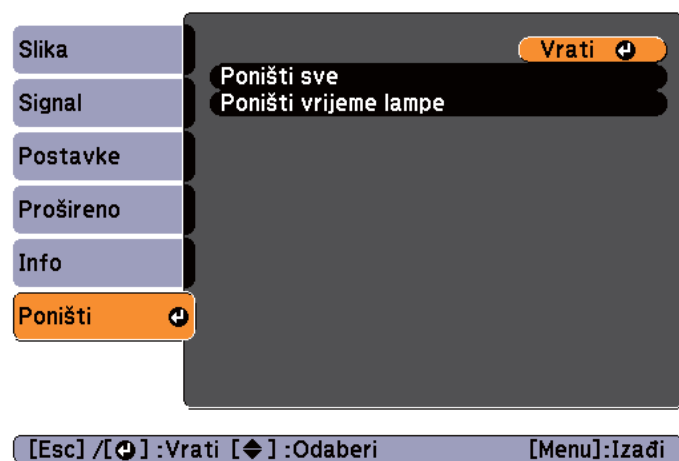 Slika
Signal
Postavke
Prošireno
Info
Poništi
Vrati
Poništi sve
Poništi vrijeme lampe
[Esc] /[⏎] :Vrati [◆] :Odaberi [Menu]:Izađi